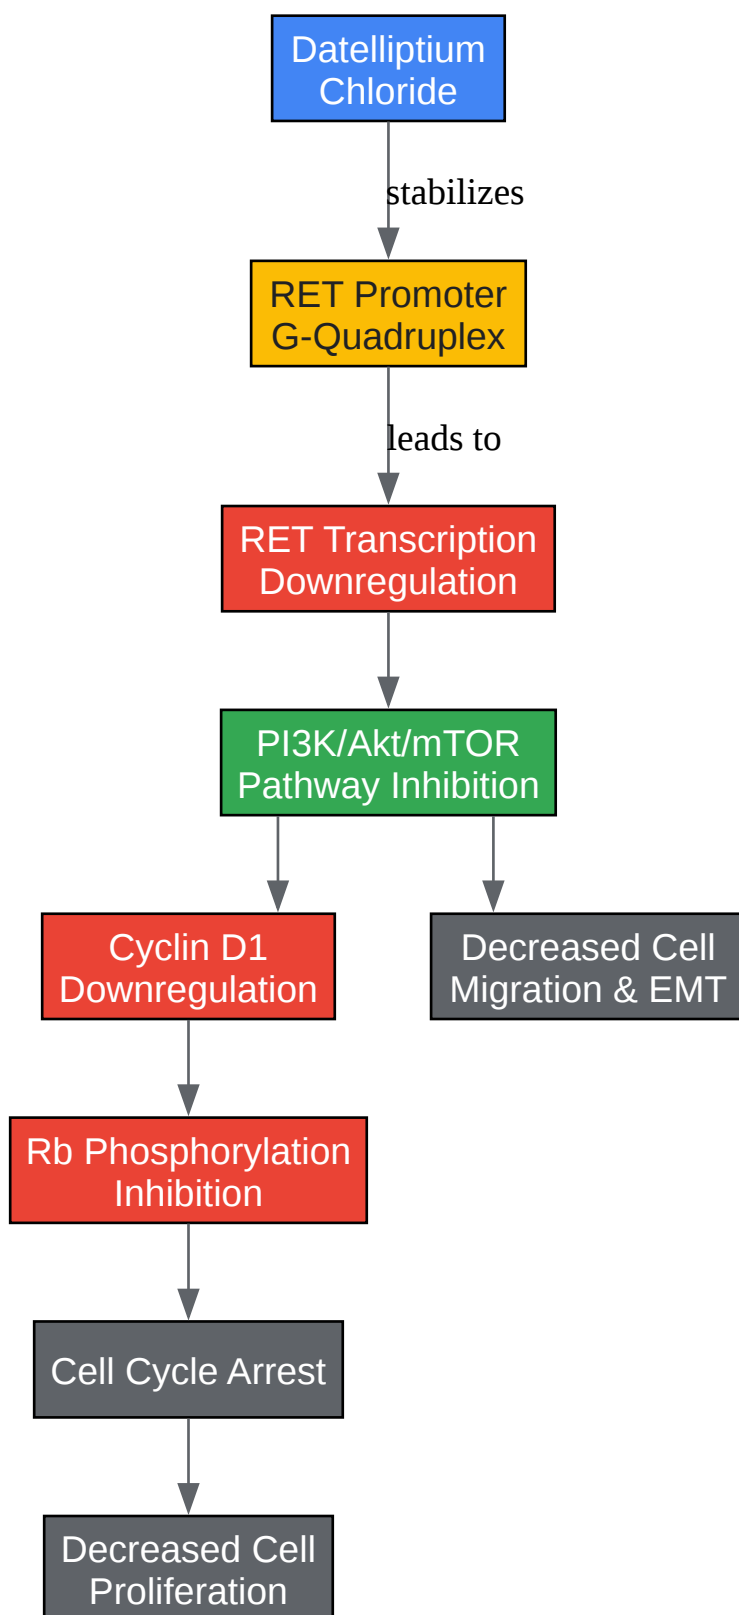 Datelliptium
Chloride
stabilizes
RET Promoter
G-Quadruplex
leads to
RET Transcription
Downregulation
PI3K/Akt/mTOR
Pathway Inhibition
Cyclin D1
Downregulation
Decreased Cell
Migration & EMT
Rb Phosphorylation
Inhibition
Cell Cycle Arrest
Decreased Cell
Proliferation